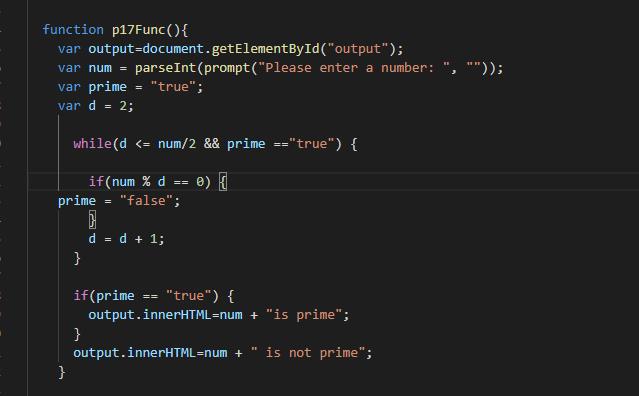 function p17Func(){
var output=document.getElementById("output");
var num = parseInt(prompt("Please enter a number: ", ""));
var prime = "true";
var d = 2;
while(d <= num/2 && prime =="true") {
if(num % d == 0) {
prime = "false";
}
d = d + 1;
}
if(prime == "true") {
output.innerHTML=num + "is prime";
}
output.innerHTML=num + " is not prime";
}